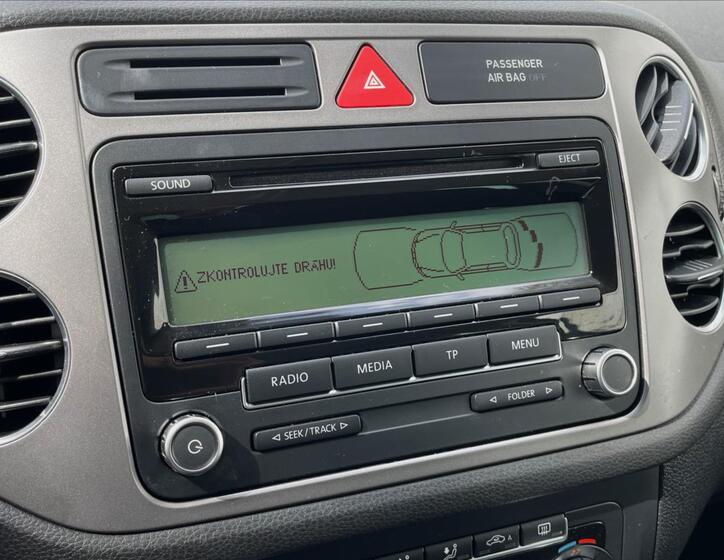 PASSENGER
AIR BAG OFF
SOUND
EJECT
ZKONTROLUJTE DRÁHU!
RADIO
MEDIA
TP
MENU
SEEK/TRACK
FOLDER
A